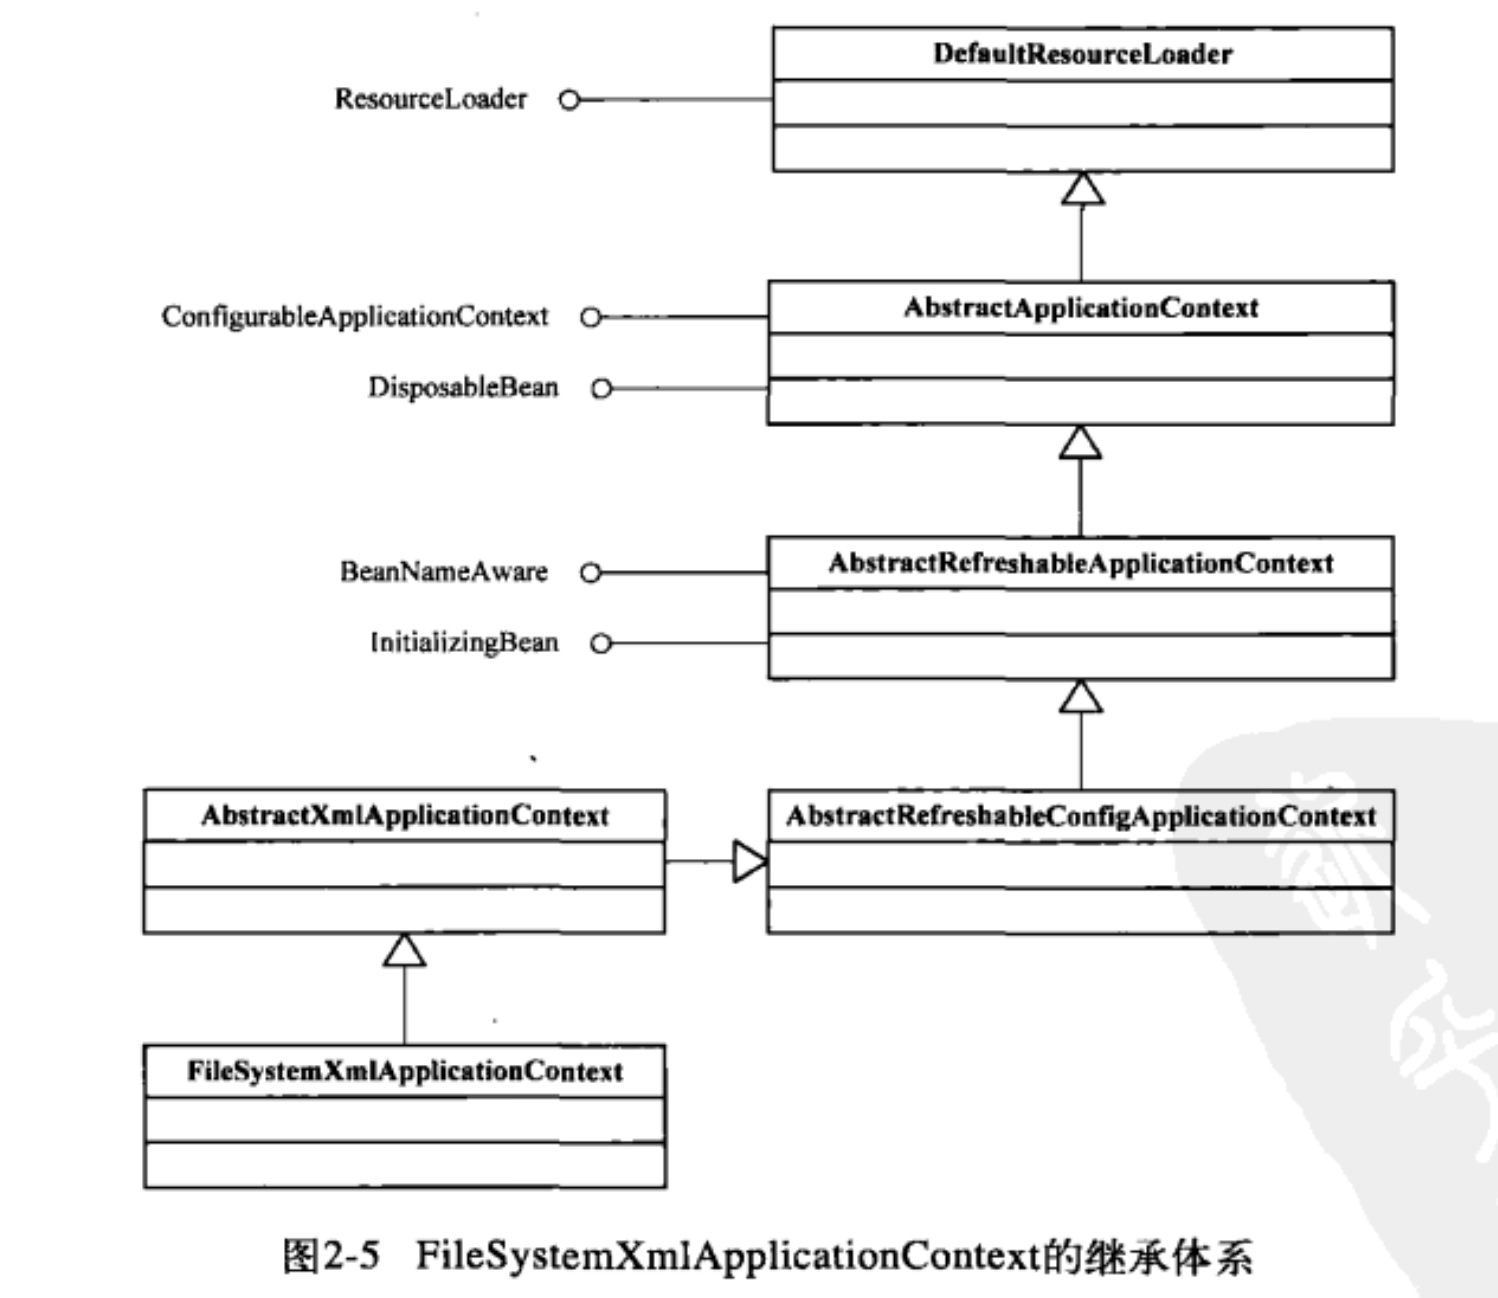 DefaultResourceLoader
ResourceLoader
AbstractApplicationContext
ConfigurableApplicationContext
DisposableBean
AbstractRefreshableApplicationContext
BeanNameAware
InitializingBean
AbstractXmlApplicationContext
AbstractRefreshableConfigApplicationContext
FileSystemXmlApplicationContext
图2-5 FileSystemXmlApplicationContext的继承体系